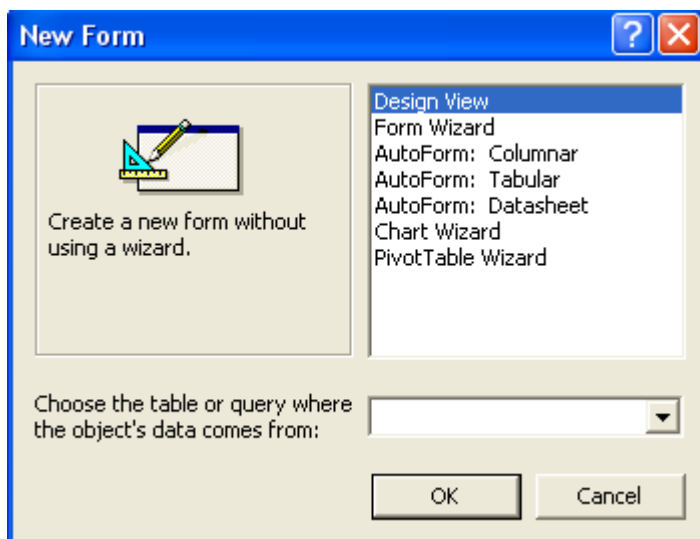 New Form
Create a new form without
using a wizard.
Design View
Form Wizard
AutoForm: Columnar
AutoForm: Tabular
AutoForm: Datasheet
Chart Wizard
PivotTable Wizard
Choose the table or query where
the object's data comes from:
OK
Cancel